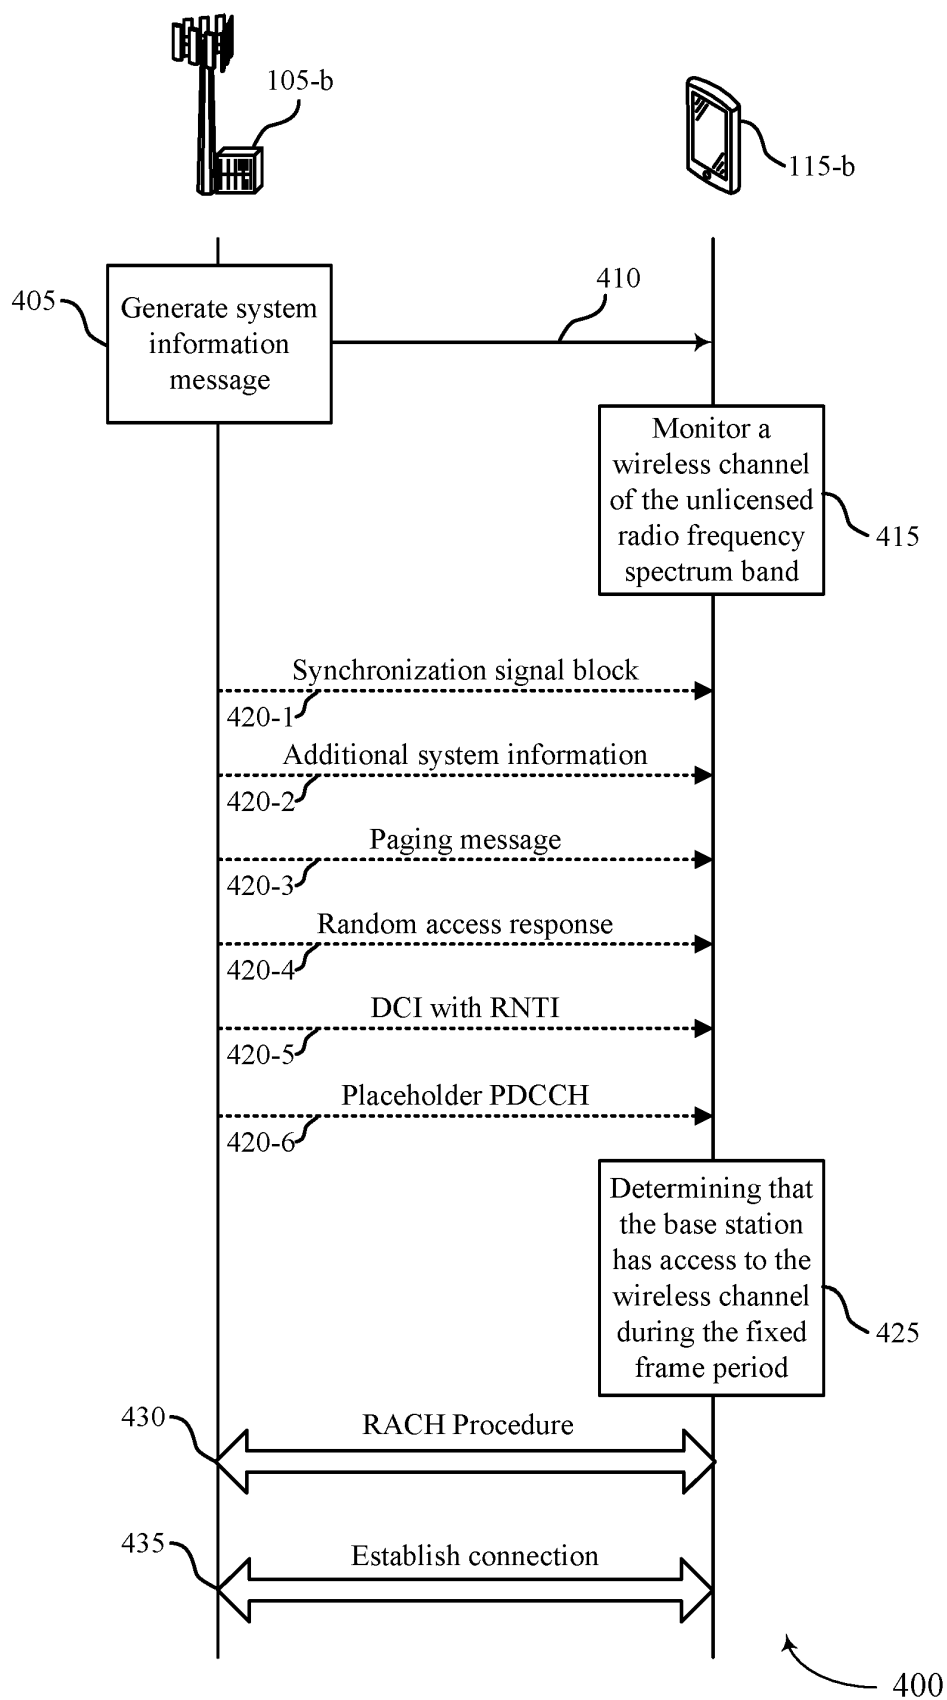 105-b
115-b
405
Generate system
information
message
410
Monitor a
wireless channel
of the unlicensed
radio frequency
spectrum band
415
Synchronization signal block
420-1
Additional system information
420-2
Paging message
420-3
Random access response
420-4
DCI with RNTI
420-5
Placeholder PDCCH
420-6
Determining that
the base station
has access to the
wireless channel
during the fixed
frame period
425
430
RACH Procedure
435
Establish connection
400